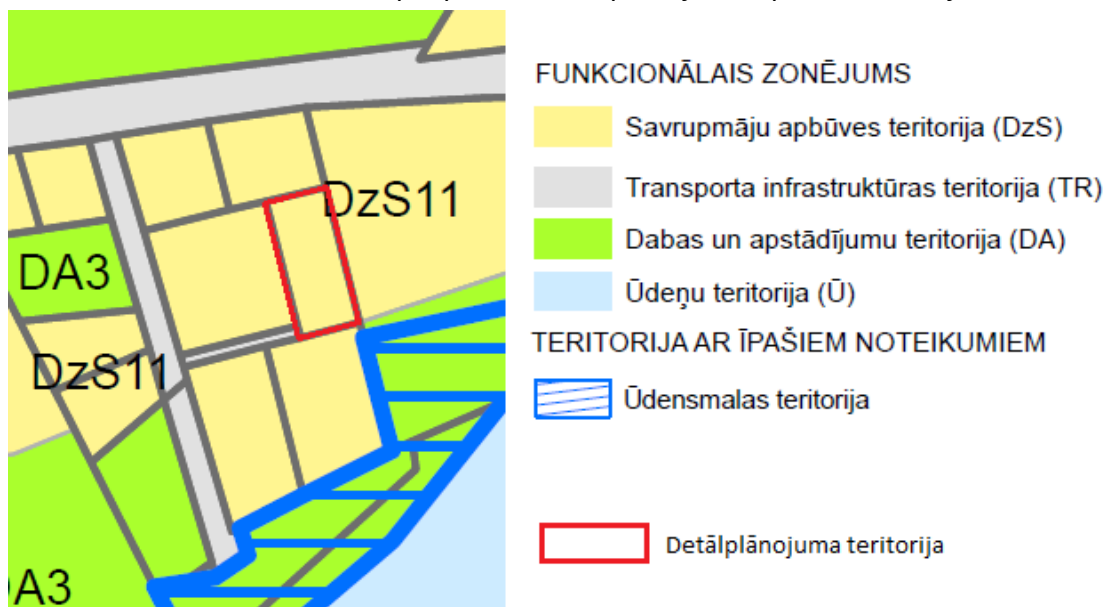 DzS11
DA3
DzS11
A3
FUNKCIONĀLAIS ZONĒJUMS
Savrupmāju apbūves teritorija (DzS)
Transporta infrastruktūras teritorija (TR)
Dabas un apstādījumu teritorija (DA)
Ūdeņu teritorija (Ū)
TERITORIJA AR ĪPAŠIEM NOTEIKUMIEM
Ūdensmalas teritorija
Detālplānojuma teritorija